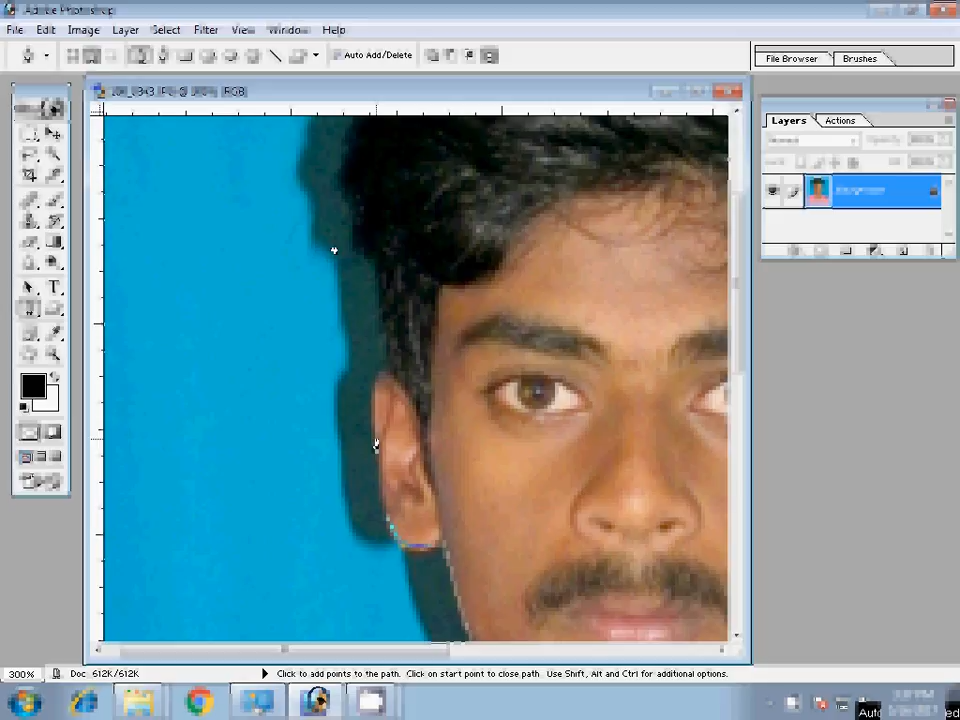 Adobe Photoshop
File Edit Image Layer Select Filter View Window Help
Auto Add/Delete
File Browser Brushes
RGB
Layers Actions
Normal
T
300% Doc 612K/612K Click to add points to the path. Click on start point to close path Use Shift, Alt and Ctrl for additional options.